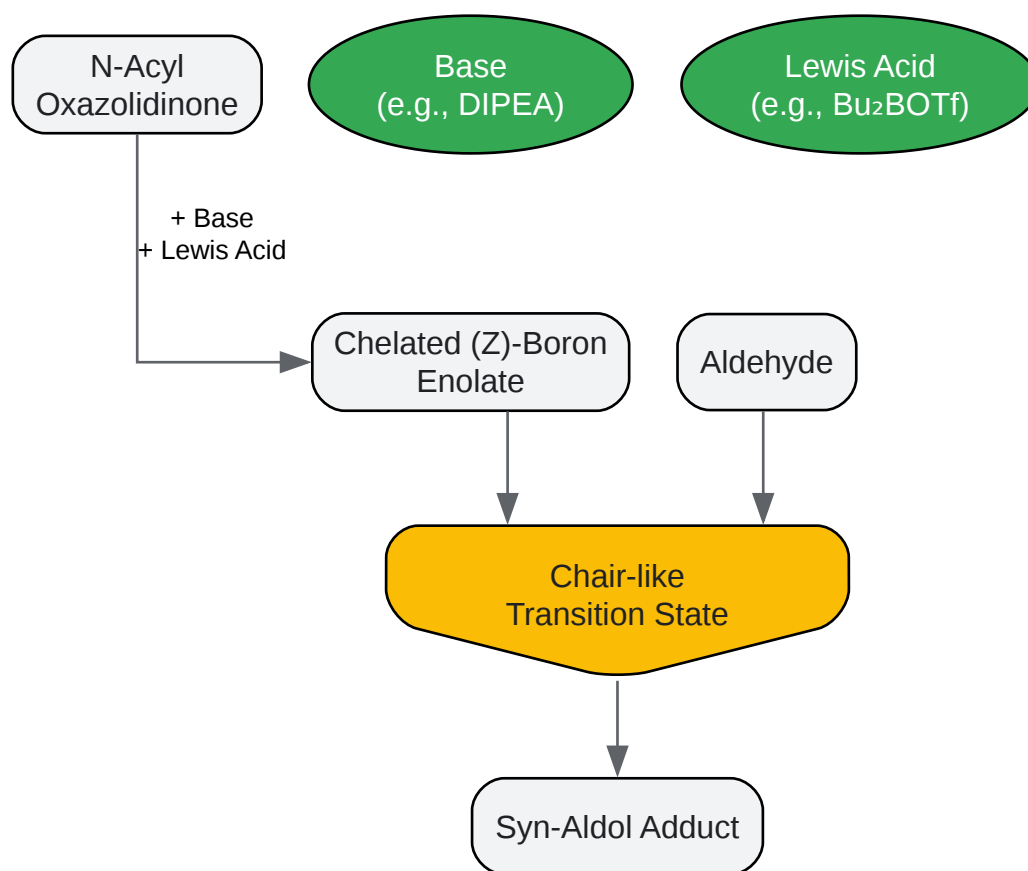 N-Acyl
Oxazolidinone
Base
(e.g., DIPEA)
Lewis Acid
(e.g., Bu₂BOTf)
+ Base
+ Lewis Acid
Chelated (Z)-Boron
Enolate
Aldehyde
Chair-like
Transition State
Syn-Aldol Adduct